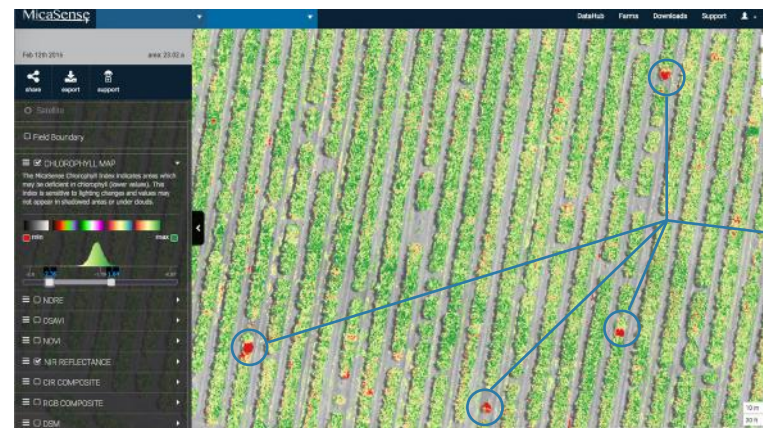 MicaSense
DataHub Farms Downloads Support
Feb 12th 2016
share export support
Satellite
Field Boundary
CHLOROPHYLL MAP
The MicaSense Chlorophyll Index indicates areas which
may be deficient in chlorophyll (lower values). This
index is sensitive to lighting changes and values may
not appear in shadowed areas or under clouds.
min max
NDRE
OSAVI
NDVI
NIR REFLECTANCE
CIR COMPOSITE
RGB COMPOSITE
DSM
10 m
30 ft